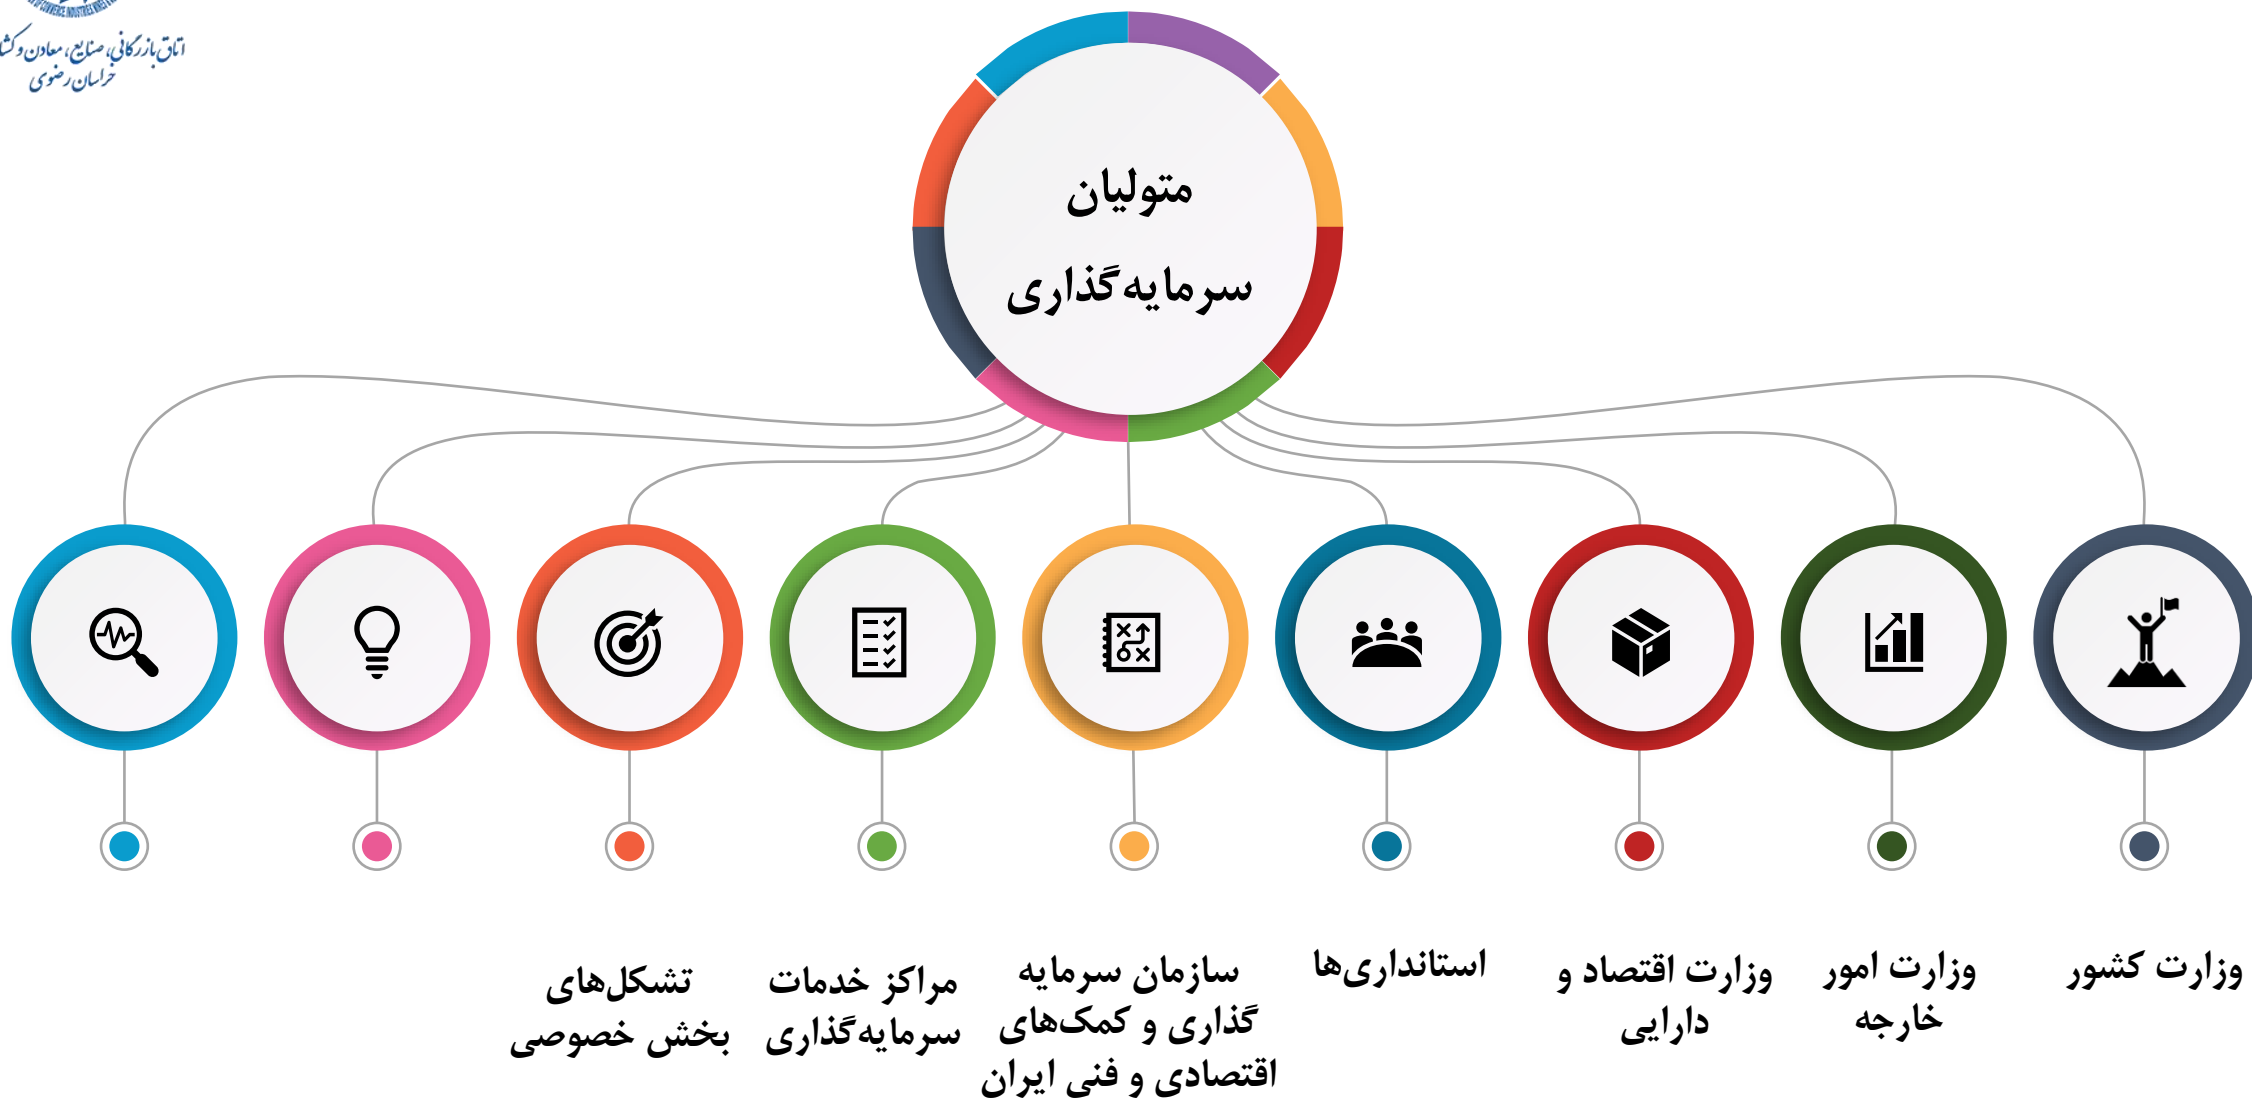 اتاق بازرگانی، صنایع، معادن و
خراسان رضوی
متولیان
سرمایه‌گذاری
وزارت کشور
وزارت امور
خارجه
وزارت اقتصاد و
دارایی
استانداری‌ها
سازمان سرمایه
گذاری و کمک‌های
اقتصادی و فنی ایران
مراکز خدمات
سرمایه‌گذاری
تشکل‌های
بخش خصوصی